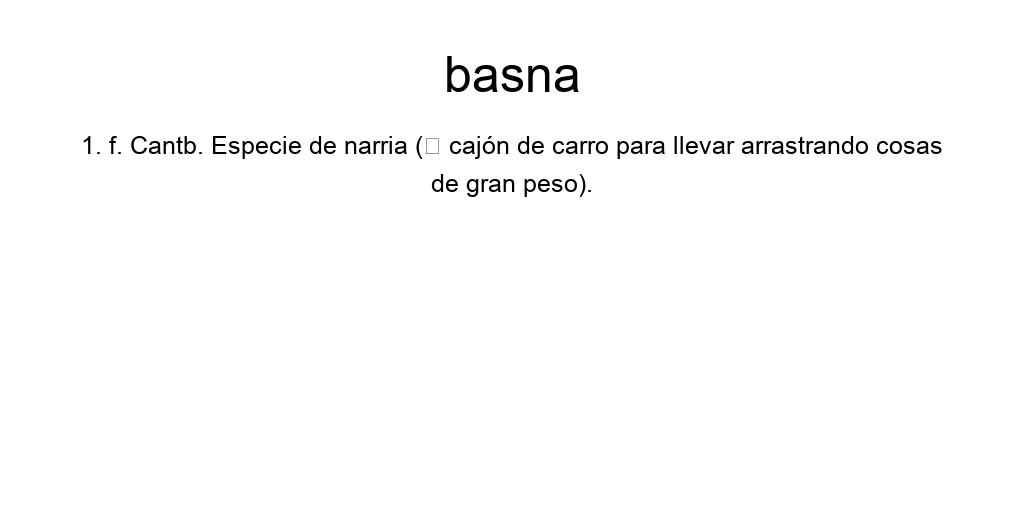 basna
1. f. Cantb. Especie de narria (▯ cajón de carro para llevar arrastrando cosas
de gran peso).